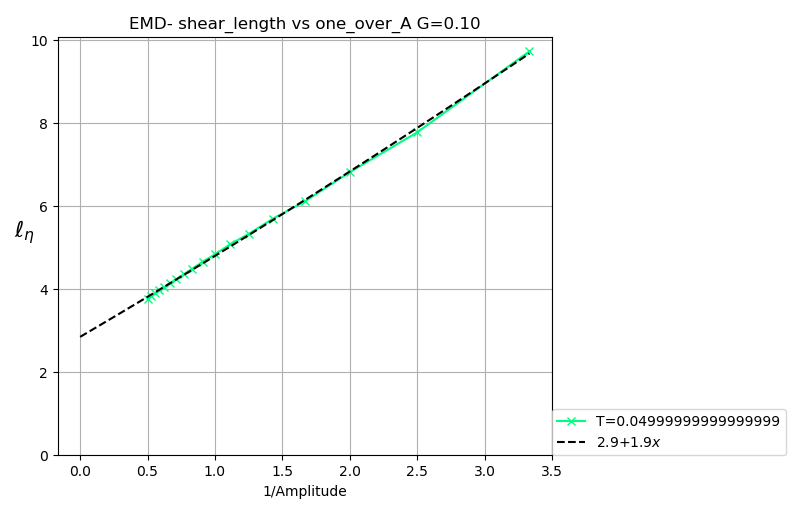 EMD- shear_length vs one_over_A G=0.10
10
8
6
4
2
0
ℓη
0.0 0.5 1.0 1.5 2.0 2.5 3.0 3.5
1/Amplitude
T=0.04999999999999999
2.9+1.9x